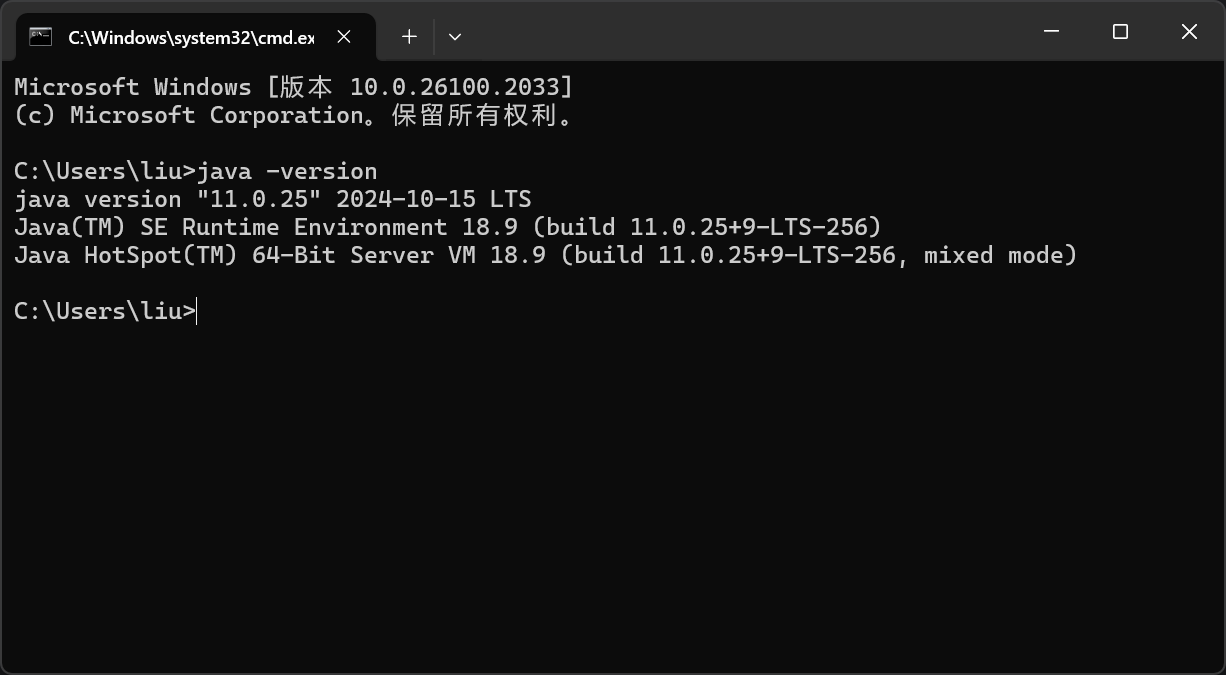 C:\Windows\system32\cmd.ex
Microsoft Windows [版本 10.0.26100.2033]
(c) Microsoft Corporation。保留所有权利。
C:\Users\liu>java -version
java version "11.0.25" 2024-10-15 LTS
Java(TM) SE Runtime Environment 18.9 (build 11.0.25+9-LTS-256)
Java HotSpot(TM) 64-Bit Server VM 18.9 (build 11.0.25+9-LTS-256, mixed mode)
C:\Users\liu>